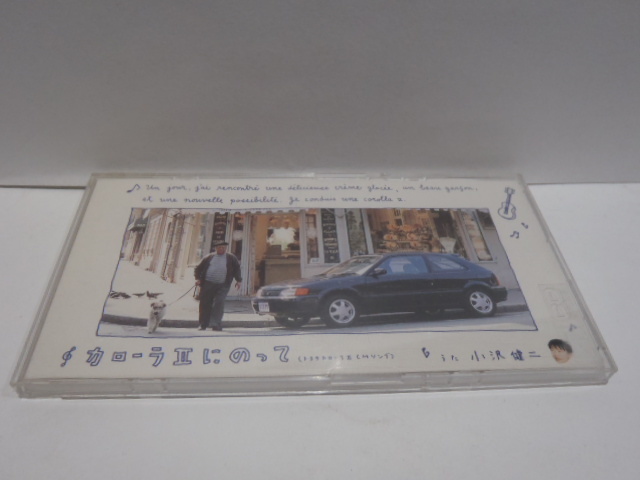 Un jour, j'ai rencontré une délicieuse crème glacée, un beau garçon,
et une nouvelle possibilité. Je conduis une corolla 2
カローラⅡにのって
うた 小沢健二